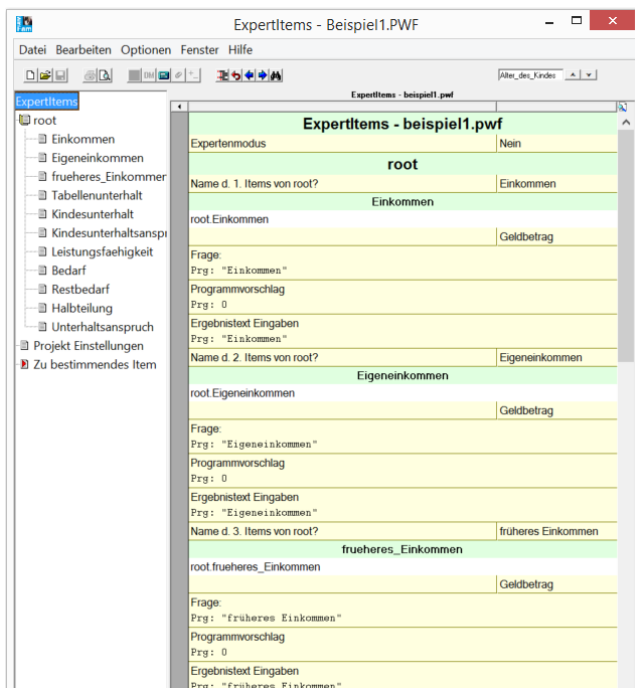 ExpertItems - Beispiel1.PWF
Datei Bearbeiten Optionen Fenster Hilfe
Alter_des_Kindes
ExpertItems - beispiel1.pwf
ExpertItems
root
Einkommen
Eigeneinkommen
frueheres_Einkommer
Tabellenunterhalt
Kindesunterhalt
Kindesunterhaltsanspr
Leistungsfaehigkeit
Bedarf
Restbedarf
Halbteilung
Unterhaltsanspruch
Projekt Einstellungen
Zu bestimmendes Item
ExpertItems - beispiel1.pwf
Expertenmodus Nein
root
Name d. 1. Items von root? Einkommen
Einkommen
root.Einkommen
Geldbetrag
Frage:
Prg: "Einkommen"
Programmvorschlag
Prg: 0
Ergebnistext Eingaben
Prg: "Einkommen"
Name d. 2. Items von root? Eigeneinkommen
Eigeneinkommen
root.Eigeneinkommen
Geldbetrag
Frage:
Prg: "Eigeneinkommen"
Programmvorschlag
Prg: 0
Ergebnistext Eingaben
Prg: "Eigeneinkommen"
Name d. 3. Items von root? früheres Einkommen
frueheres_Einkommen
root.frueheres_Einkommen
Geldbetrag
Frage:
Prg: "früheres Einkommen"
Programmvorschlag
Prg: 0
Ergebnistext Eingaben
Prg: "früheres Einkommen"